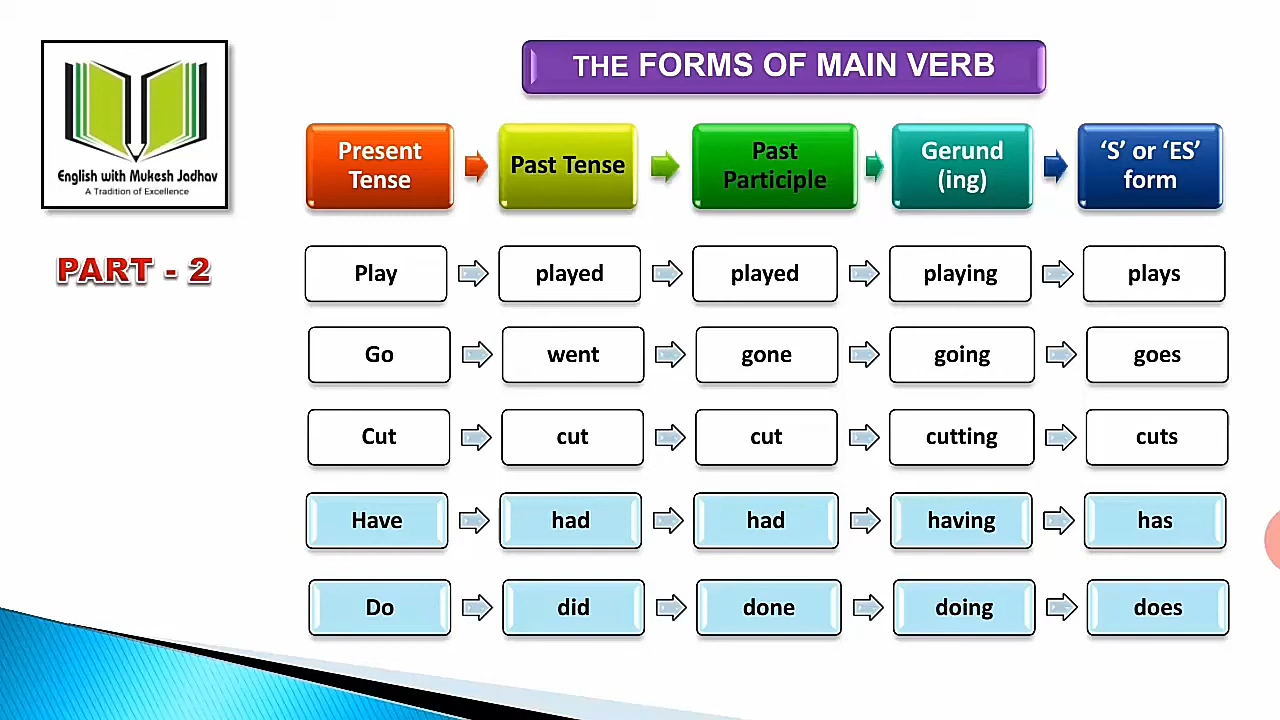 THE FORMS OF MAIN VERB
English with Mukesh Jadhav
A Tradition of Excellence
PART - 2
Present
Tense
Past Tense
Past
Participle
Gerund
(ing)
‘S’ or ‘ES’
form
Play played played playing plays
Go went gone going goes
Cut cut cut cutting cuts
Have had had having has
Do did done doing does